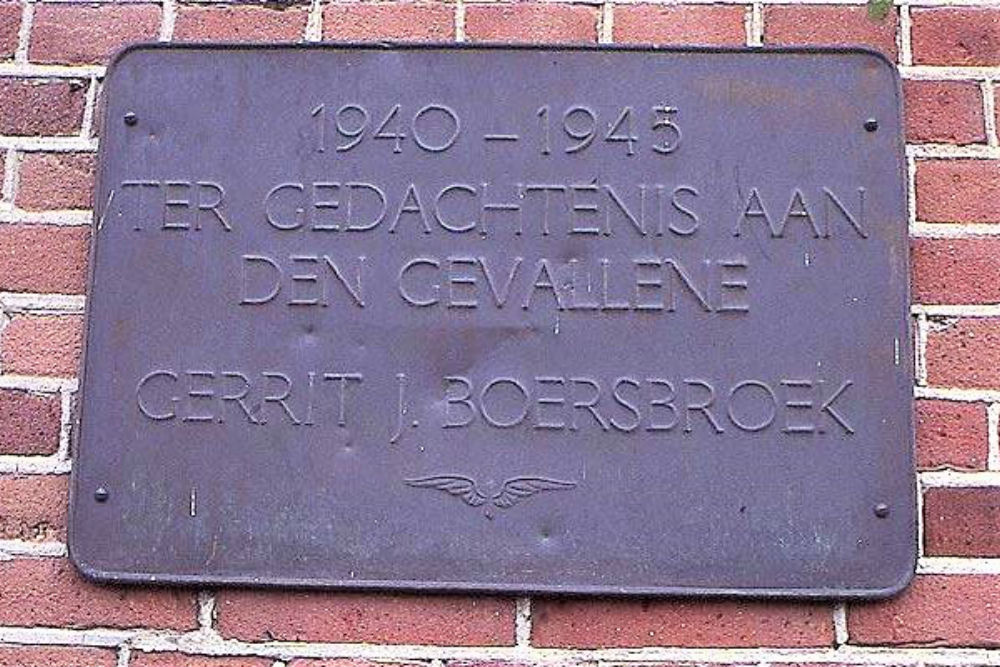 1940 – 1945
TER GEDACHTENIS AAN
DEN GEVALLENE
GERRIT J. BOERSBROEK